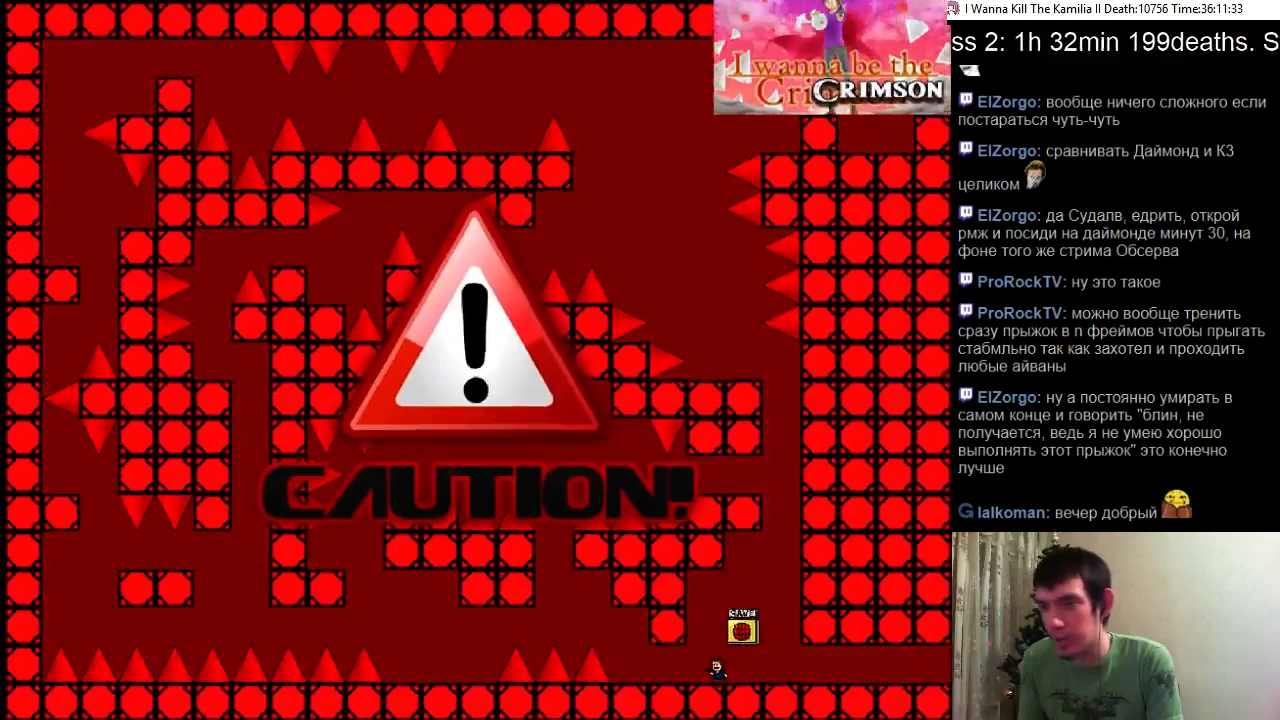 I Wanna Kill The Kamilia II Death:10756 Time:36:11:33
ss 2: 1h 32min 199deaths. S
I wanna be the
Cri
CRIMSON
ElZorgo: вообще ничего сложного если
постараться чуть-чуть
ElZorgo: сравнивать Даймонд и К3
целиком
ElZorgo: да Судалв, едрить, открой
рмж и посиди на даймонде минут 30, на
фоне того же стрима Обсерва
ProRockTV: ну это такое
ProRockTV: можно вообще тренить
сразу прыжок в n фреймов чтобы прыгать
стабмльно так как захотел и проходить
любые айваны
ElZorgo: ну а постоянно умирать в
самом конце и говорить "блин, не
получается, ведь я не умею хорошо
выполнять этот прыжок" это конечно
лучше
lalkoman: вечер добрый
CAUTION!
SAVE